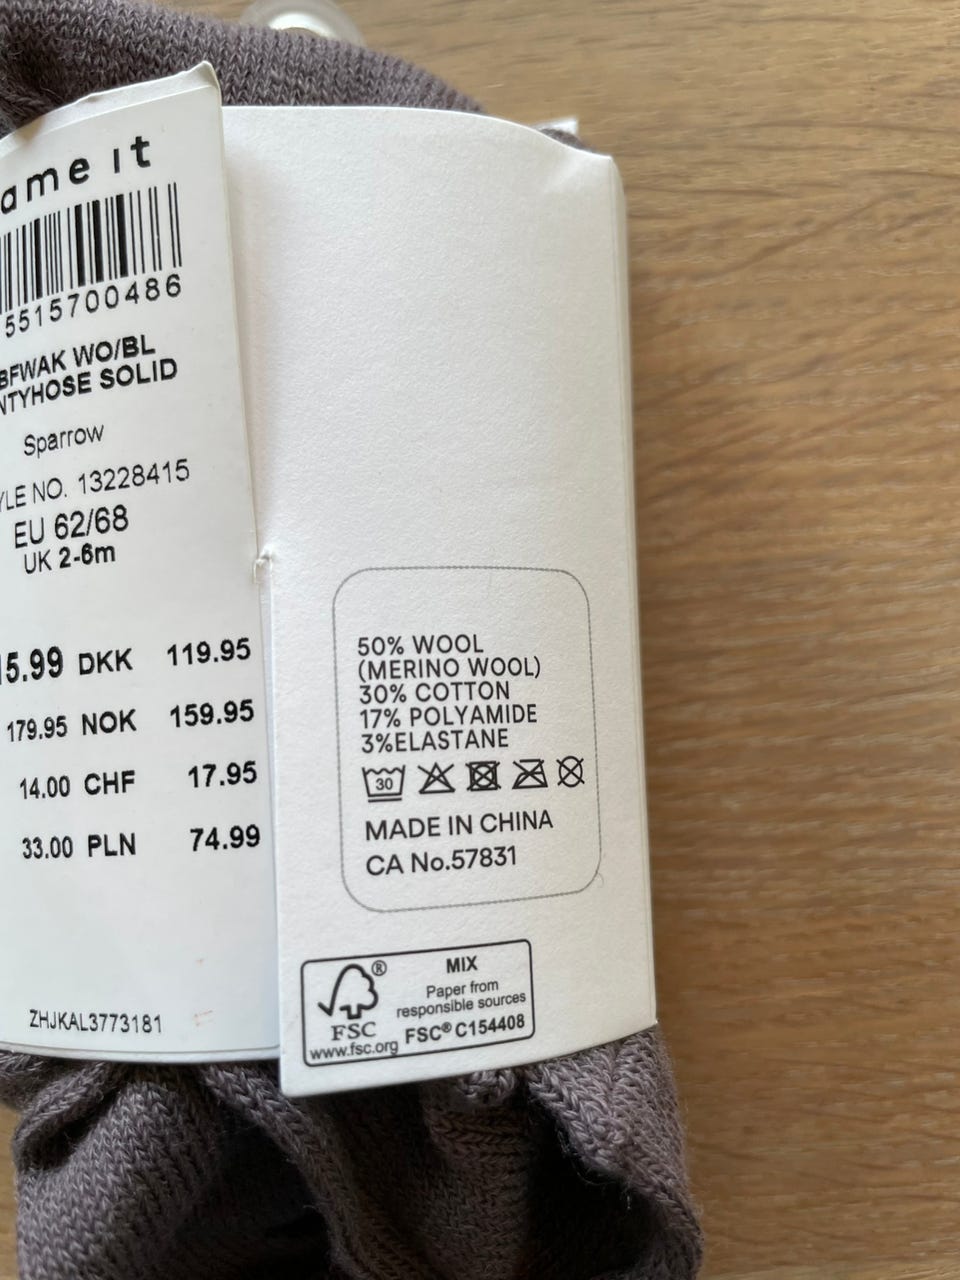 ame it
5515700486
BFWAK WO/BL
NTYHOSE SOLID
Sparrow
YLE NO. 13228415
EU 62/68
UK 2-6m
15.99 DKK 119.95
179.95 NOK 159.95
14.00 CHF 17.95
33.00 PLN 74.99
ZHJKAL3773181
50% WOOL
(MERINO WOOL)
30% COTTON
17% POLYAMIDE
3%ELASTANE
30
MADE IN CHINA
CA No.57831
MIX
Paper from
responsible sources
FSC® C154408
®
FSC
www.fsc.org